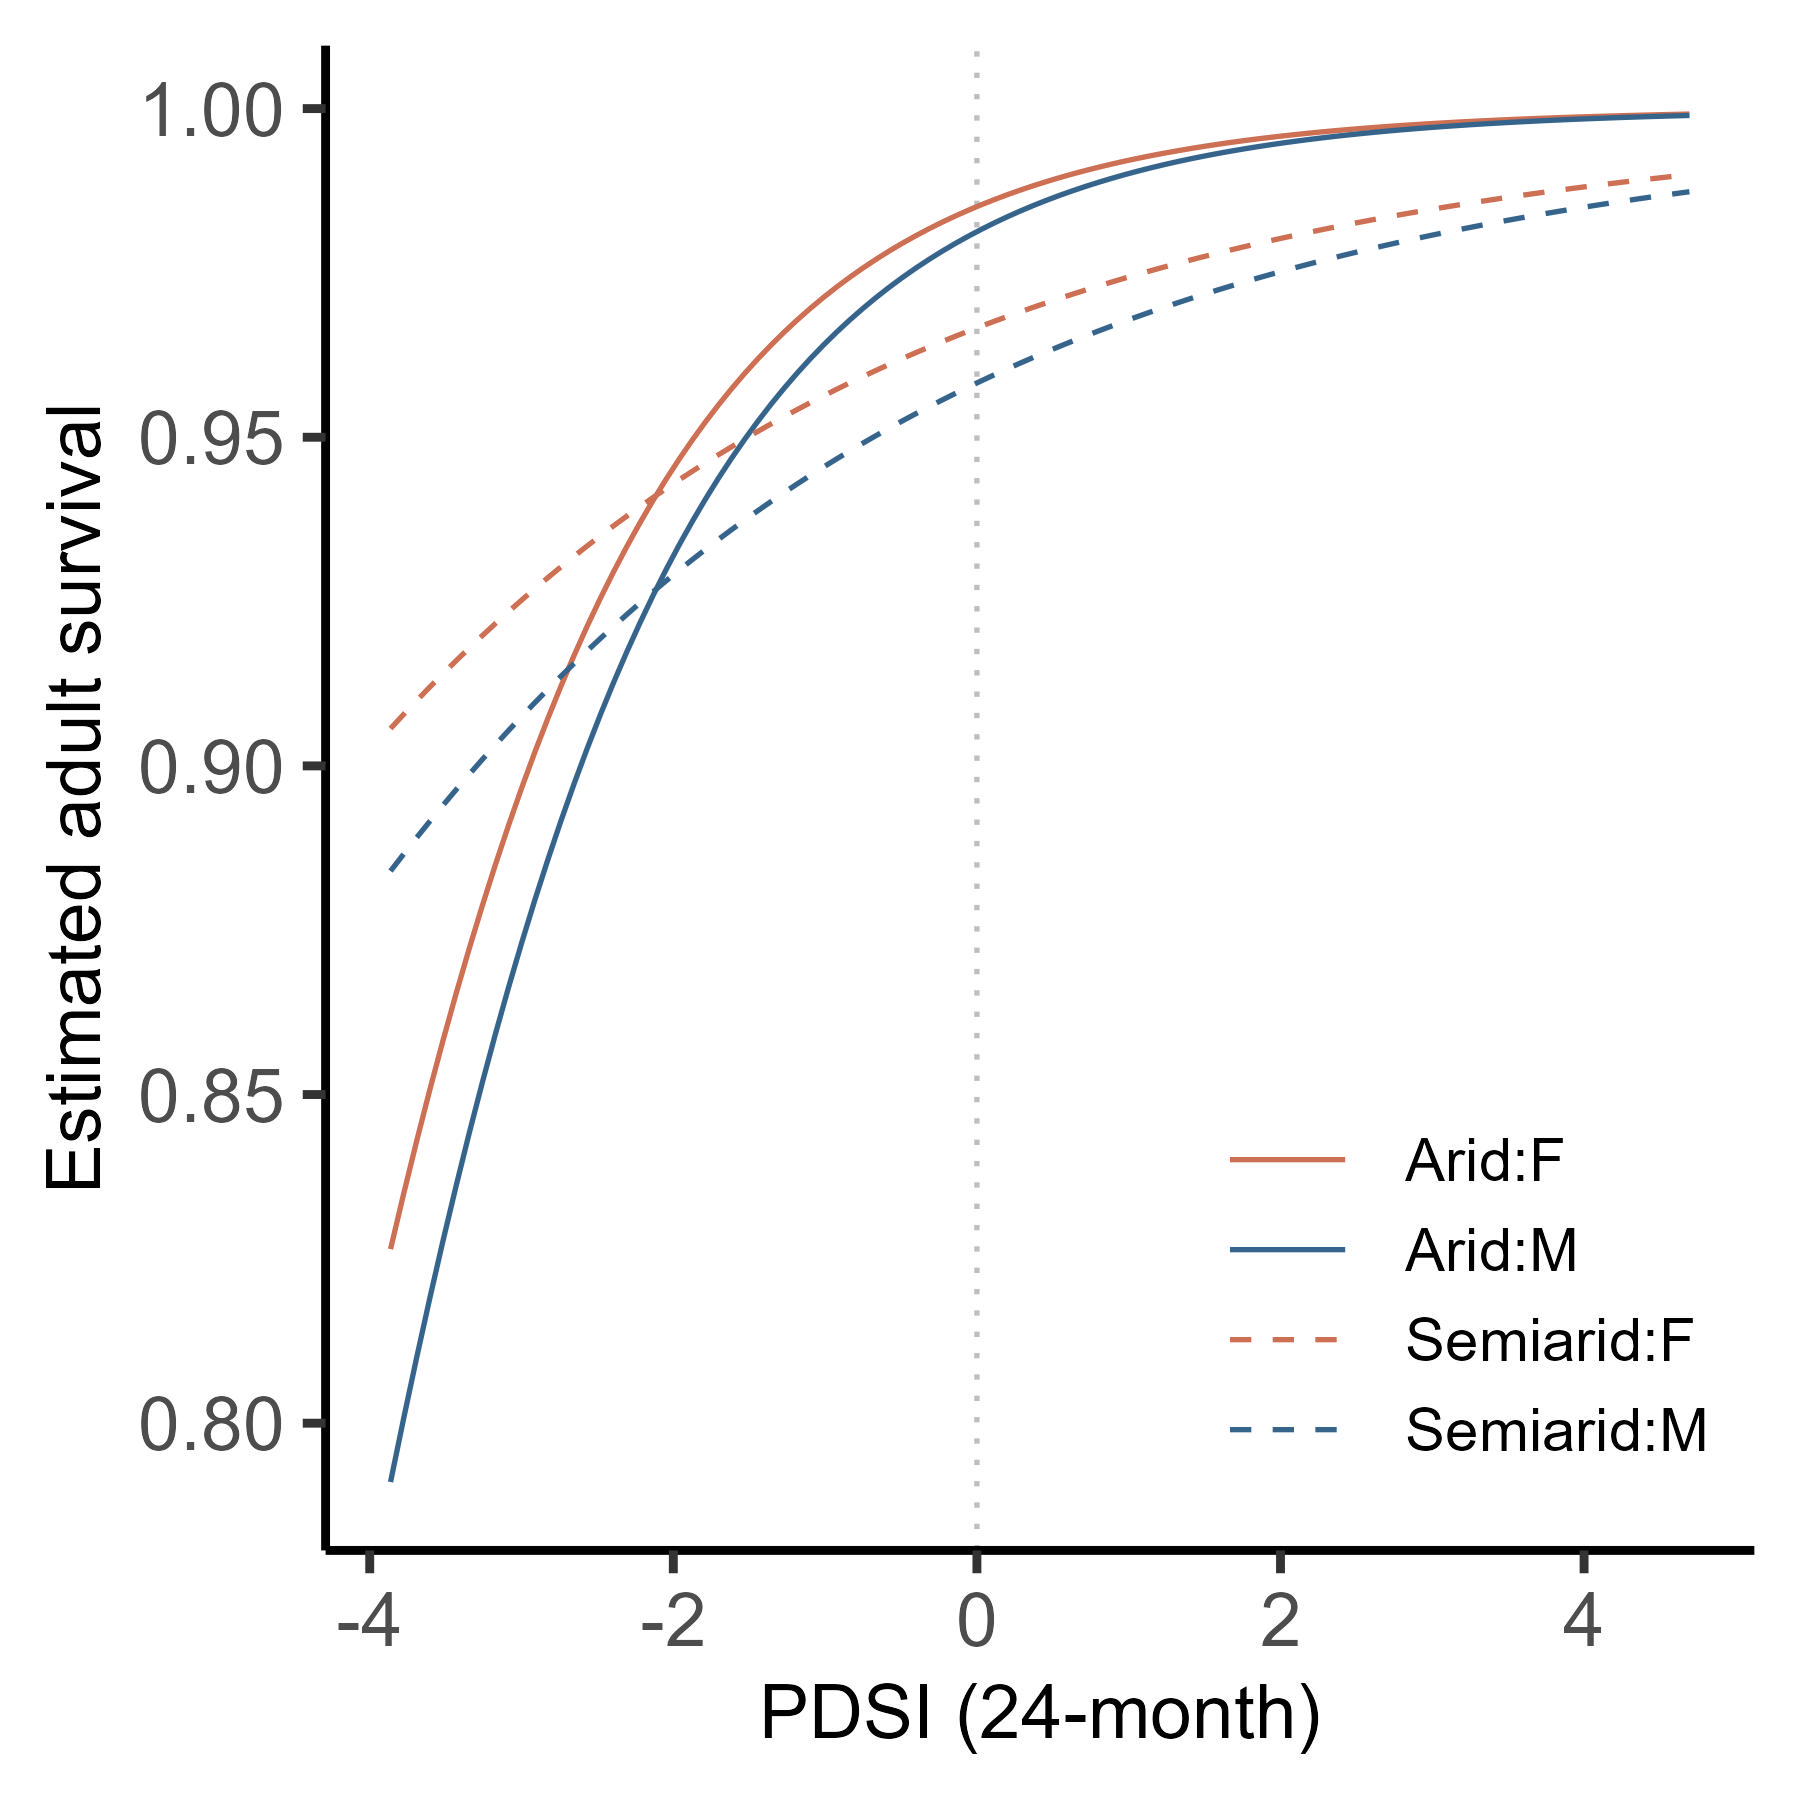 1.00
0.95
0.90
0.85
0.80
Estimated adult survival
Arid:F
Arid:M
Semiarid:F
Semiarid:M
-4 -2 0 2 4
PDSI (24-month)